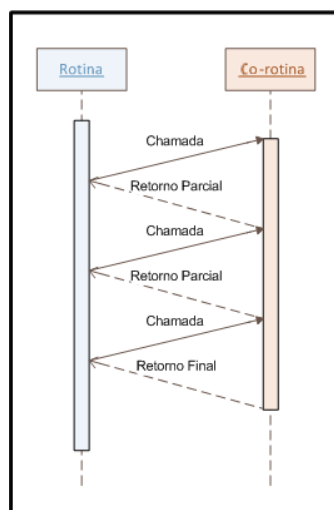 Rotina
Co-rotina
Chamada
Retorno Parcial
Chamada
Retorno Parcial
Chamada
Retorno Final